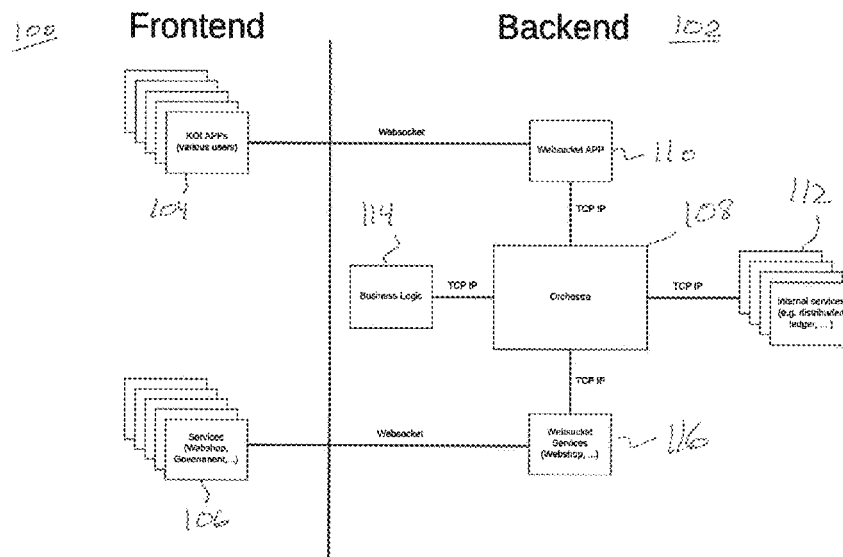 100
Frontend
Backend
102
KOI APPs
(various users)
104
Websocket
Websocket APP
110
TCP IP
114
Business Logic
TCP IP
108
Orchestra
TCP IP
112
Internal services
(e.g. distributed
ledger, ... )
TCP IP
Services
(Webshop,
Government, ...)
106
Websocket
Websocket
Services
(Webshop, ...)
116